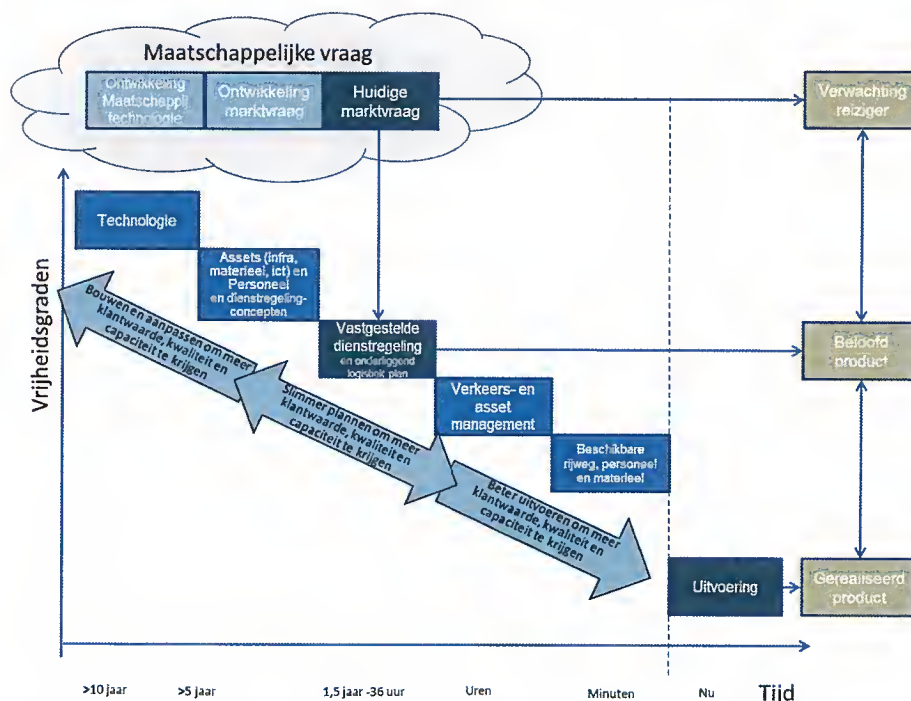 Maatschappelijke vraag
Ontwikkeling
Maatschappij
technologie
Ontwikkeling
marktvraag
Huidige
marktvraag
Verwachting
reiziger
Vrijheidsgraden
Technologie
Assets (infra,
materieel, ict) en
Personeel
en dienstregeling-
concepten
Vastgestelde
dienstregeling
en onderliggend
logistiek plan
Beloofd
product
Verkeers- en
asset
management
Beschikbare
rijweg, personeel
en materieel
Bouwen en aanpassen om meer
klantwaarde, kwaliteit en
capaciteit te krijgen
Slimmer plannen om meer
klantwaarde, kwaliteit en
capaciteit te krijgen
Beter uitvoeren om meer
klantwaarde, kwaliteit en
capaciteit te krijgen
Uitvoering
Gerealiseerd
product
>10 jaar >5 jaar 1,5 jaar -36 uur Uren Minuten Nu Tijd